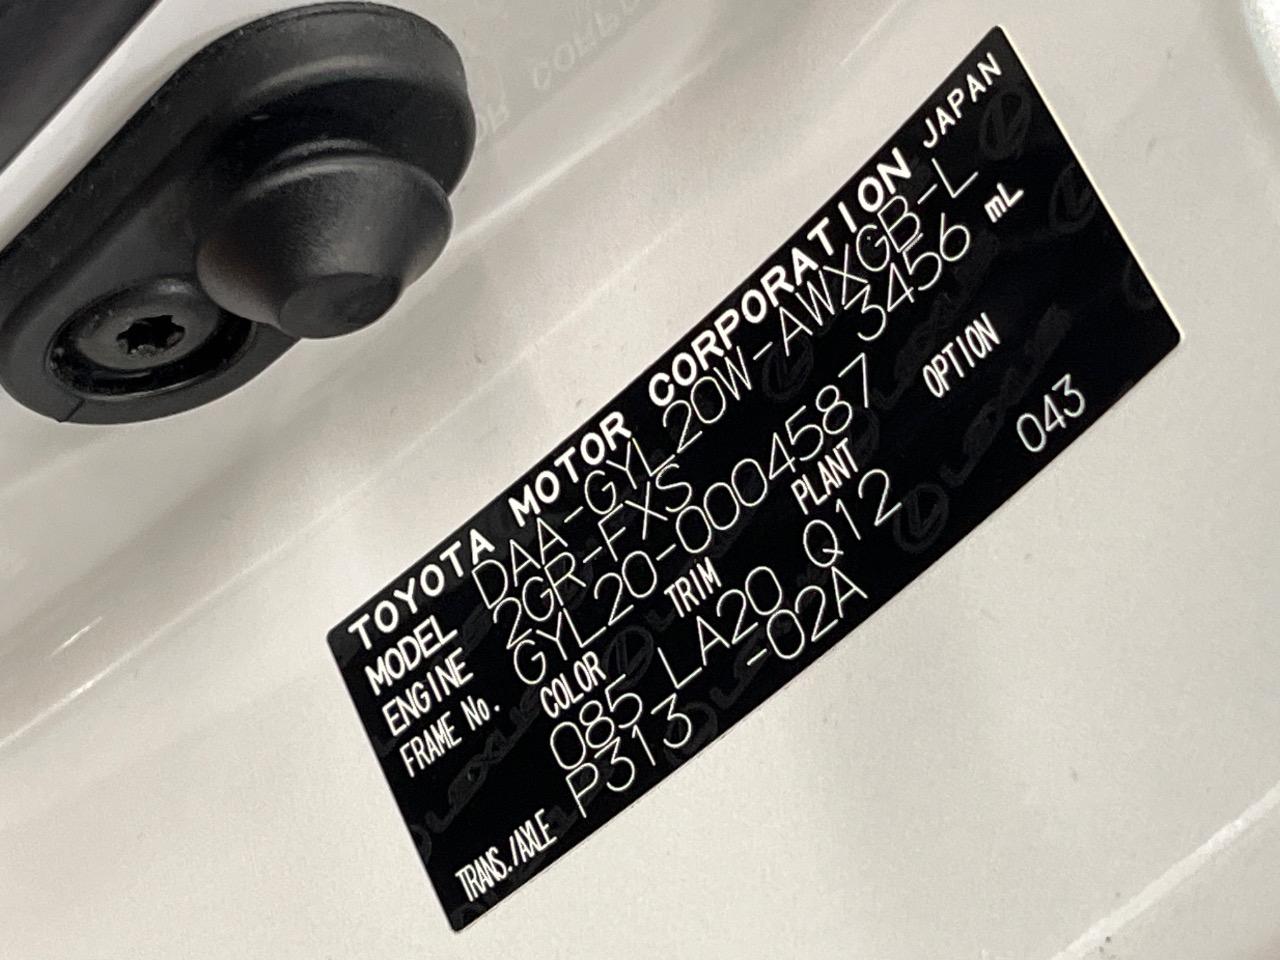 TOYOTA MOTOR CORPORATION JAPAN
MODEL DAA-GYL20W-AWXGB-L
ENGINE 2GR-FXS 3456 mL
FRAME No. GYL20-0004587
COLOR TRIM PLANT OPTION
085 LA20 Q12 043
TRANS./AXLE P313 -02A